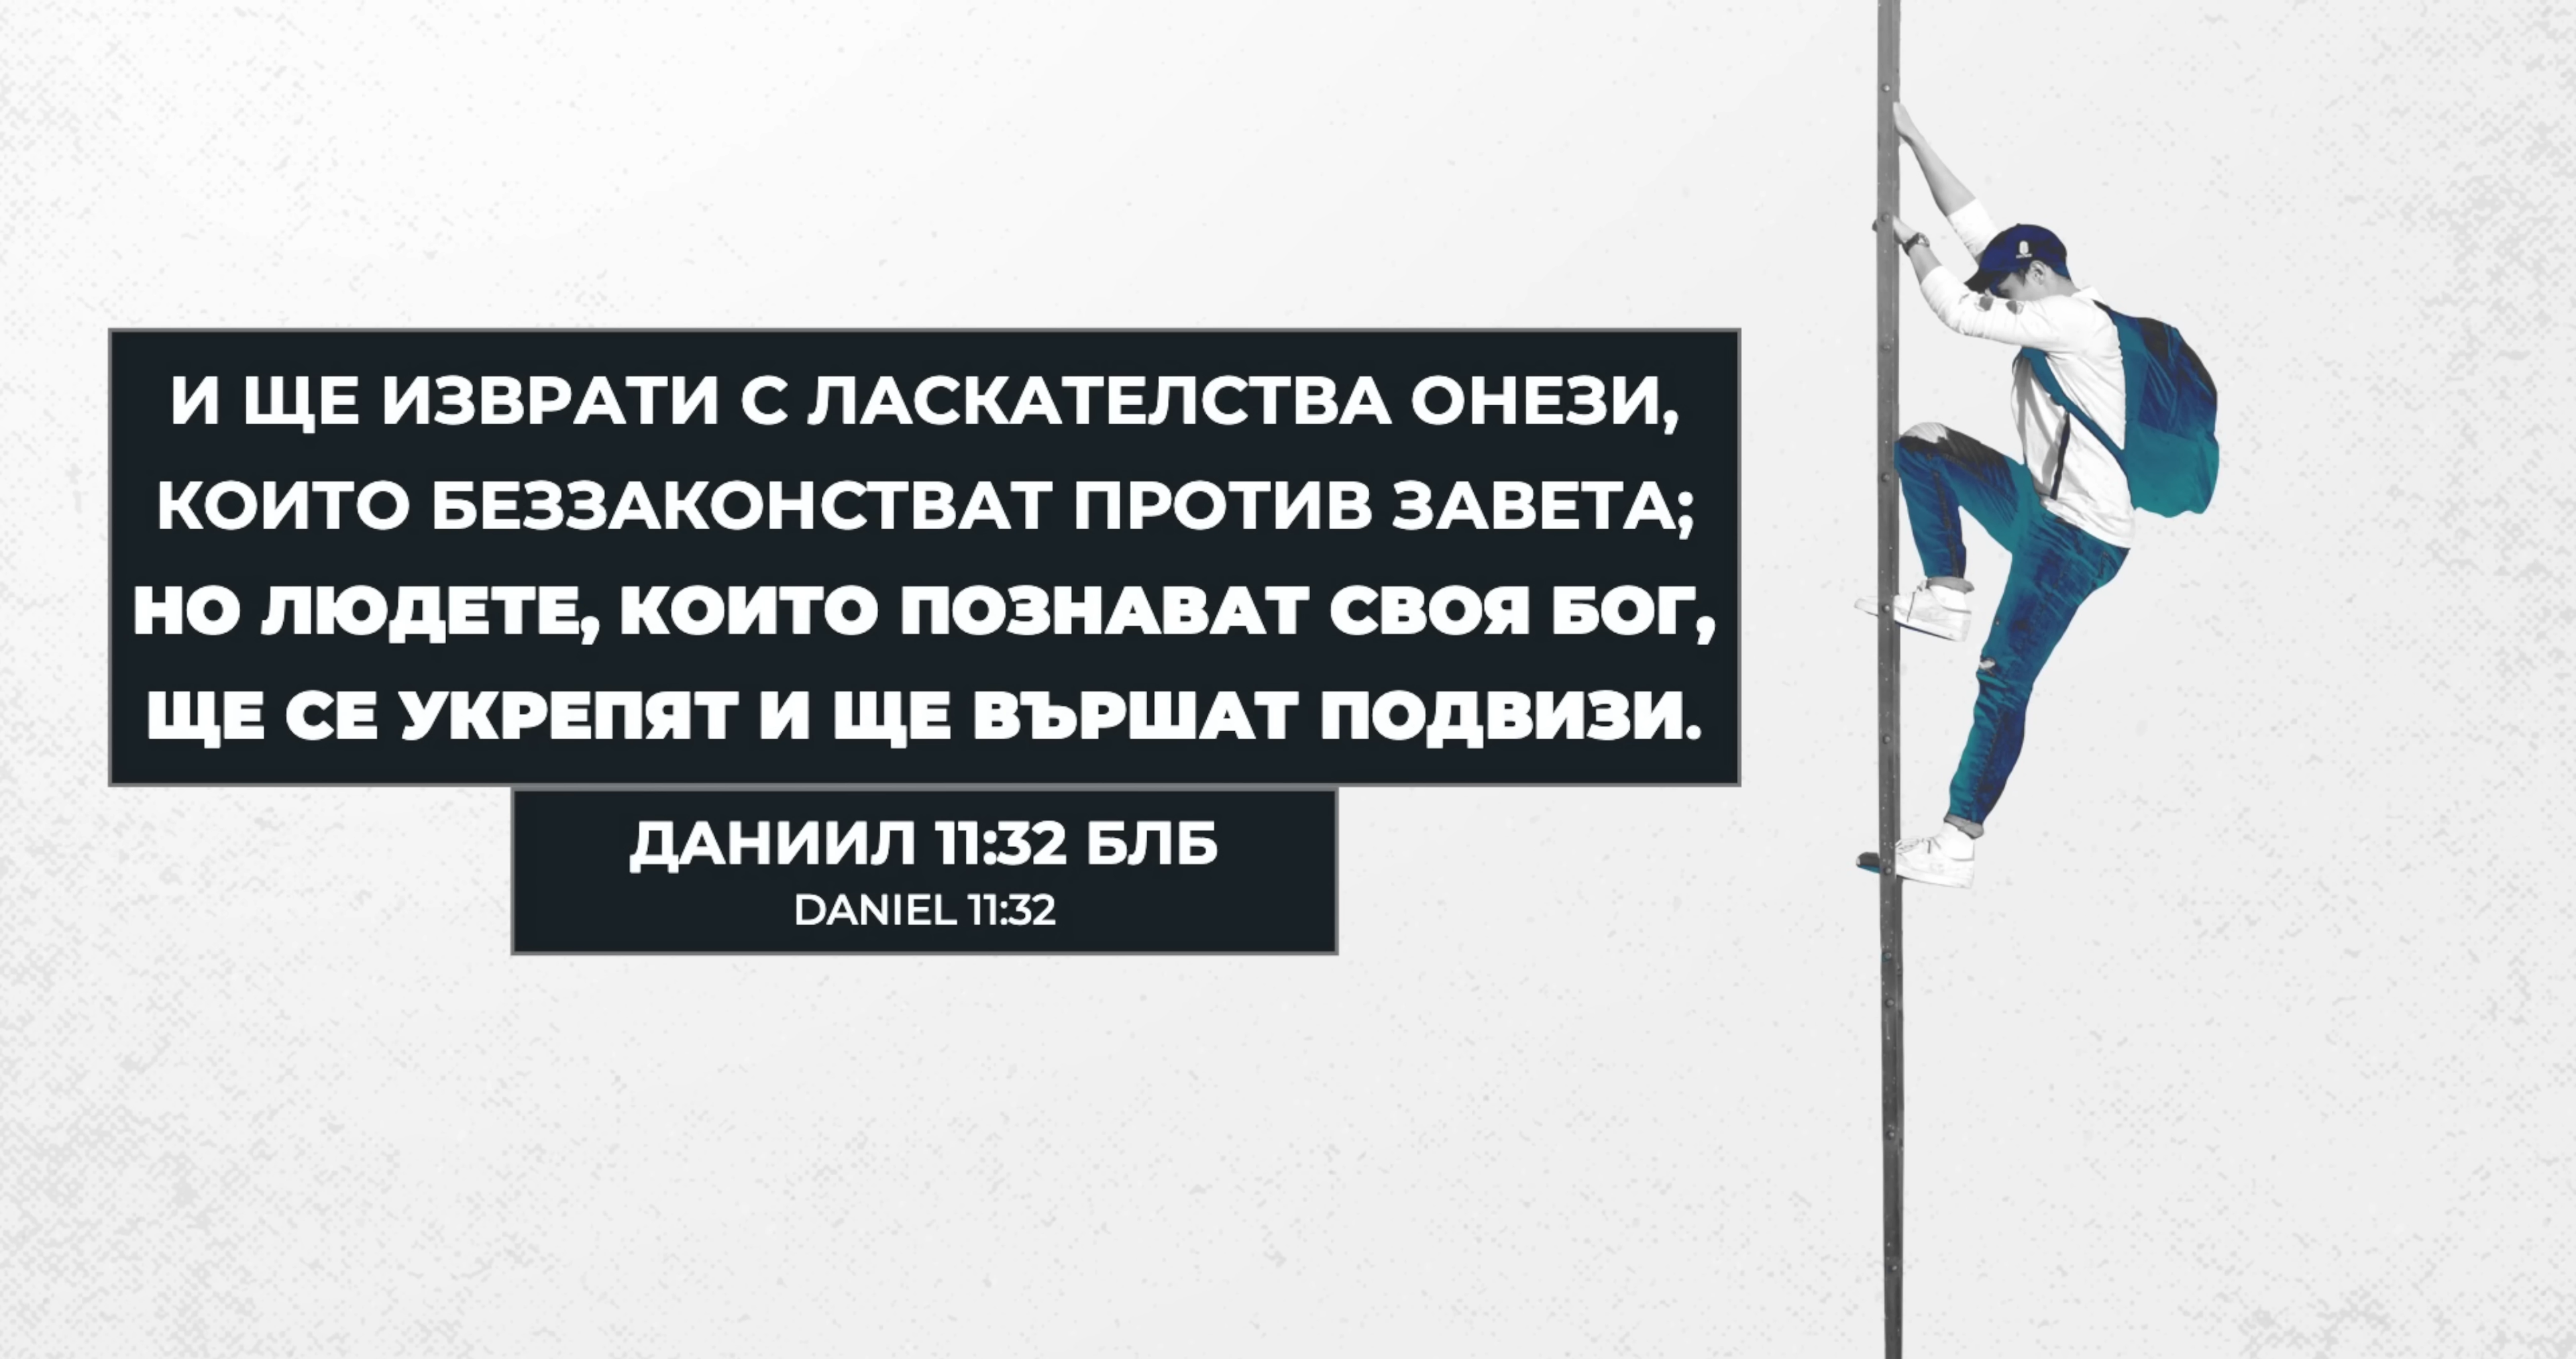 И ЩЕ ИЗВРАТИ С ЛАСКАТЕЛСТВА ОНЕЗИ,
КОИТО БЕЗЗАКОНСТВАТ ПРОТИВ ЗАВЕТА;
НО ЛЮДЕТЕ, КОИТО ПОЗНАВАТ СВОЯ БОГ,
ЩЕ СЕ УКРЕПЯТ И ЩЕ ВЪРШАТ ПОДВИЗИ.
ДАНИИЛ 11:32 БЛБ
DANIEL 11:32